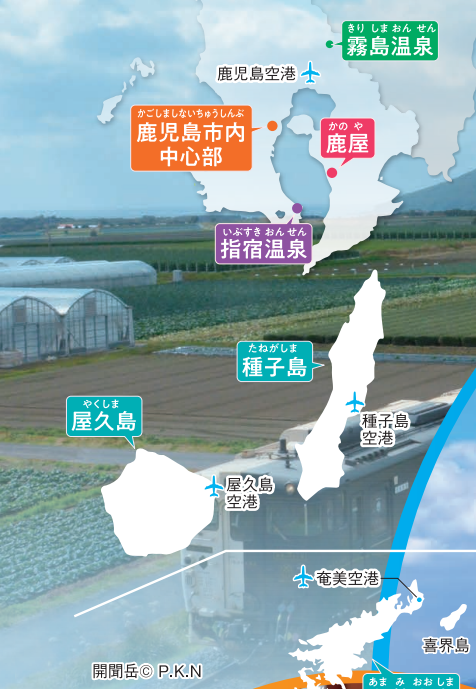 きりしまおんせん
霧島温泉
鹿児島空港
かごしましないちゅうしんぶ
鹿児島市内
中心部
かのや
鹿屋
いぶすきおんせん
指宿温泉
たねがしま
種子島
種子島
空港
やくしま
屋久島
屋久島
空港
奄美空港
喜界島
開聞岳© P.K.N
あまみおおしま